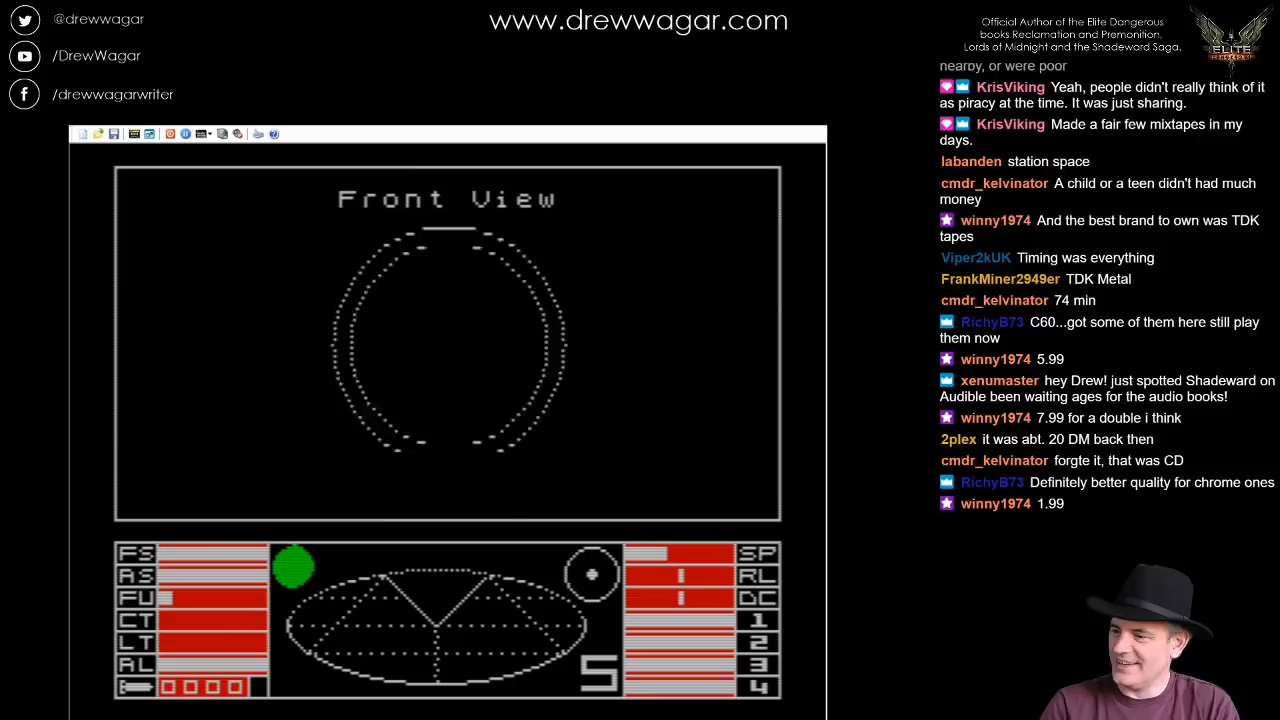 @drewwagar
/DrewWagar
/drewwagarwriter
www.drewwagar.com
Official Author of the Elite Dangerous
books Reclamation and Premonition,
Lords of Midnight and the Shadeward Saga.
ELITE
DANGEROUS
nearby, or were poor
KrisViking Yeah, people didn't really think of it
as piracy at the time. It was just sharing.
KrisViking Made a fair few mixtapes in my
days.
labanden station space
cmdr_kelvinator A child or a teen didn't had much
money
winny1974 And the best brand to own was TDK
tapes
Viper2kUK Timing was everything
FrankMiner2949er TDK Metal
cmdr_kelvinator 74 min
RichyB73 C60...got some of them here still play
them now
winny1974 5.99
xenumaster hey Drew! just spotted Shadeward on
Audible been waiting ages for the audio books!
winny1974 7.99 for a double i think
2plex it was abt. 20 DM back then
cmdr_kelvinator forgte it, that was CD
RichyB73 Definitely better quality for chrome ones
winny1974 1.99
Front View
FS
AS
FU
CT
LT
AL
S
SP
RL
DC
1
2
3
4